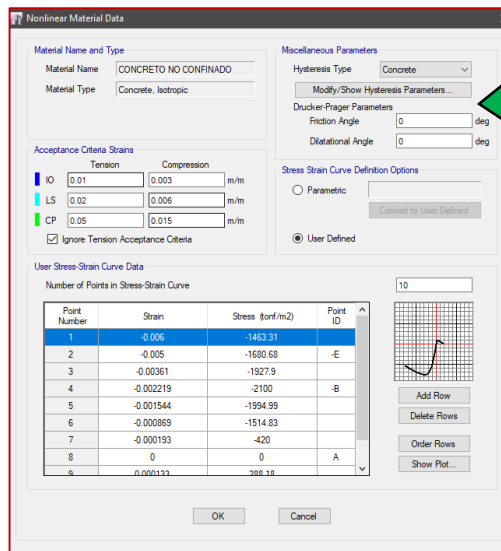 Nonlinear Material Data
Material Name and Type
Material Name CONCRETO NO CONFINADO
Material Type Concrete, Isotropic
Miscellaneous Parameters
Hysteresis Type Concrete
Modify/Show Hysteresis Parameters...
Drucker-Prager Parameters
Friction Angle 0 deg
Dilatational Angle 0 deg
Acceptance Criteria Strains
Tension Compression
IO 0.01 0.003 m/m
LS 0.02 0.006 m/m
CP 0.05 0.015 m/m
Ignore Tension Acceptance Criteria
Stress Strain Curve Definition Options
Parametric
Convert to User Defined
User Defined
User Stress-Strain Curve Data
Number of Points in Stress-Strain Curve 10
Point Number Strain Stress (tonf/m2) Point ID
1 -0.006 -1463.31
2 -0.005 -1680.68 -E
3 -0.00361 -1927.9
4 -0.002219 -2100 -B
5 -0.001544 -1994.99
6 -0.000869 -1514.83
7 -0.000193 -420
8 0 0 A
9 0.000133 288.18
Add Row
Delete Rows
Order Rows
Show Plot...
OK Cancel